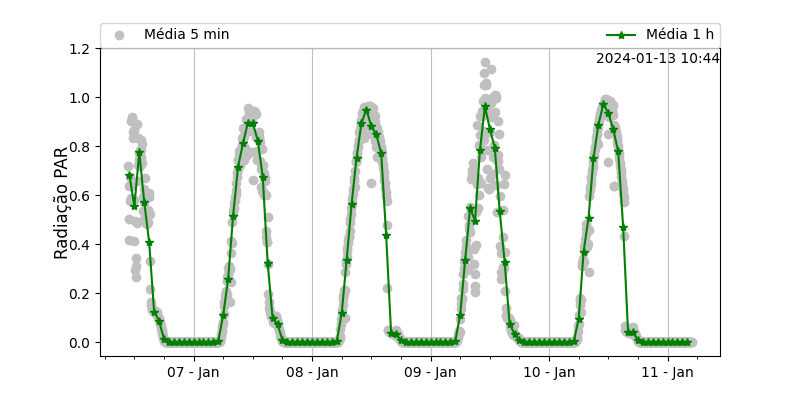 Média 5 min
Média 1 h
2024-01-13 10:44
Radiação PAR
1.2
1.0
0.8
0.6
0.4
0.2
0.0
07 - Jan
08 - Jan
09 - Jan
10 - Jan
11 - Jan